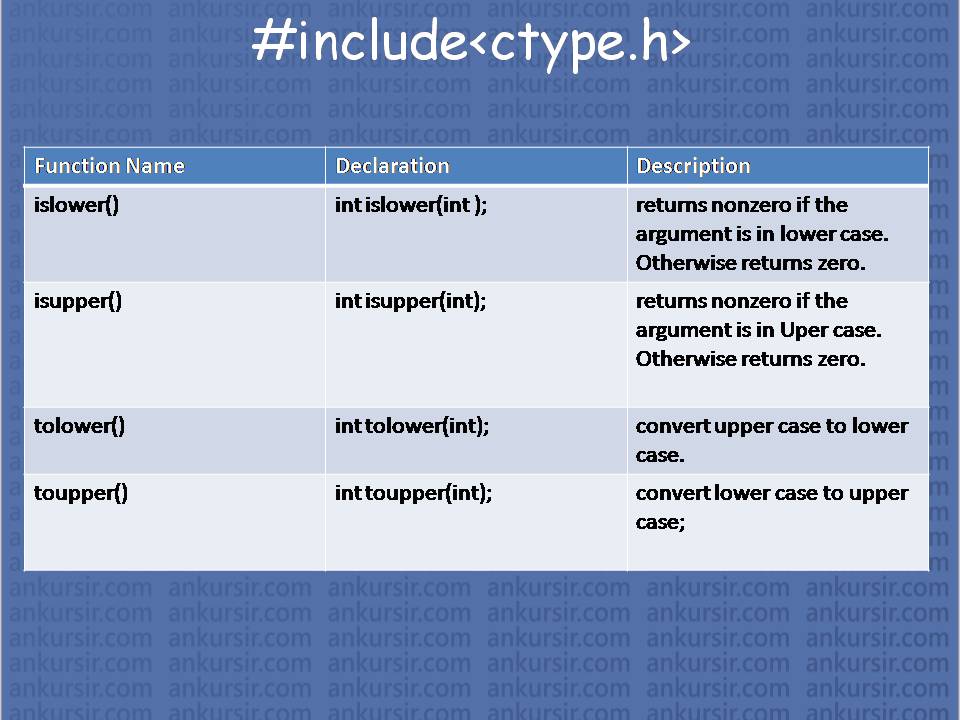 #include<ctype.h>
Function Name Declaration Description
islower() int islower(int ); returns nonzero if the
argument is in lower case.
Otherwise returns zero.
isupper() int isupper(int); returns nonzero if the
argument is in Uper case.
Otherwise returns zero.
tolower() int tolower(int); convert upper case to lower
case.
toupper() int toupper(int); convert lower case to upper
case;
ankursir.com